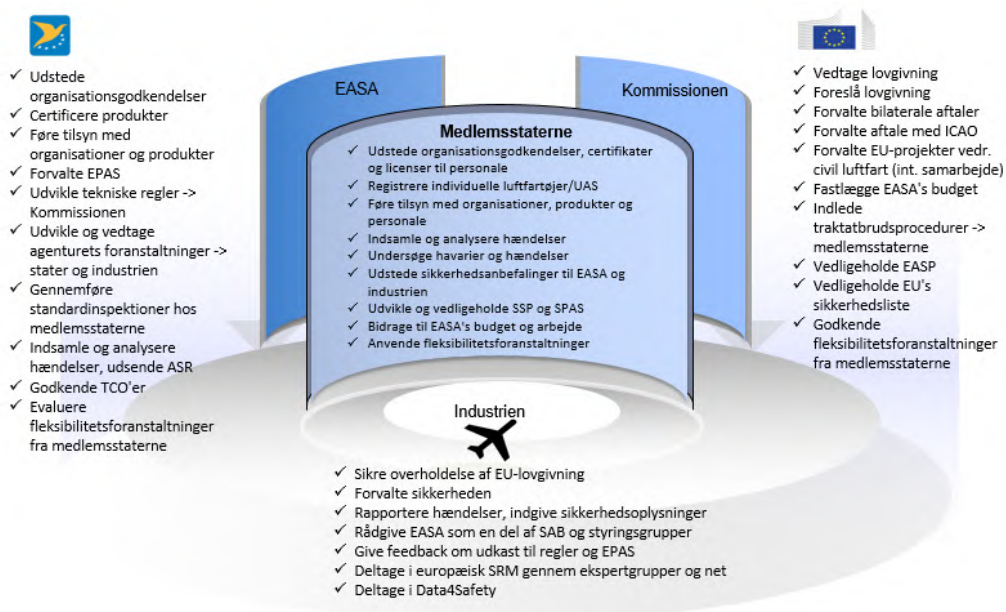 EASA
✓ Udstede
organisationsgodkendelser
✓ Certificere produkter
✓ Føre tilsyn med
organisationer og produkter
✓ Forvalte EPAS
✓ Udvikle tekniske regler ->
Kommissionen
✓ Udvikle og vedtage
agenturets foranstaltninger ->
stater og industrien
✓ Gennemføre
standardinspektioner hos
medlemsstaterne
✓ Indsamle og analysere
hændelser, udsende ASR
✓ Godkende TCO'er
✓ Evaluere
fleksibilitetsforanstaltninger
fra medlemsstaterne
Medlemsstaterne
✓ Udstede organisationsgodkendelser, certifikater
og licenser til personale
✓ Registrere individuelle luftfartøjer/UAS
✓ Føre tilsyn med organisationer, produkter og
personale
✓ Indsamle og analysere hændelser
✓ Undersøge havarier og hændelser
✓ Udstede sikkerhedsanbefalinger til EASA og
industrien
✓ Udvikle og vedligeholde SSP og SPAS
✓ Bidrage til EASA's budget og arbejde
✓ Anvende fleksibilitetsforanstaltninger
Kommissionen
✓ Vedtage lovgivning
✓ Foreslå lovgivning
✓ Forvalte bilaterale aftaler
✓ Forvalte aftale med ICAO
✓ Forvalte EU-projekter vedr.
civil luftfart (int. samarbejde)
✓ Fastlægge EASA's budget
✓ Indlede
traktatbrudsprocedurer ->
medlemsstaterne
✓ Vedligeholde EASP
✓ Vedligeholde EU's
sikkerhedsliste
✓ Godkende
fleksibilitetsforanstaltninger
fra medlemsstaterne
Industrien
✓ Sikre overholdelse af EU-lovgivning
✓ Forvalte sikkerheden
✓ Rapportere hændelser, indgive sikkerhedsoplysninger
✓ Rådgive EASA som en del af SAB og styringsgrupper
✓ Give feedback om udkast til regler og EPAS
✓ Deltage i europæisk SRM gennem ekspertgrupper og net
✓ Deltage i Data4Safety